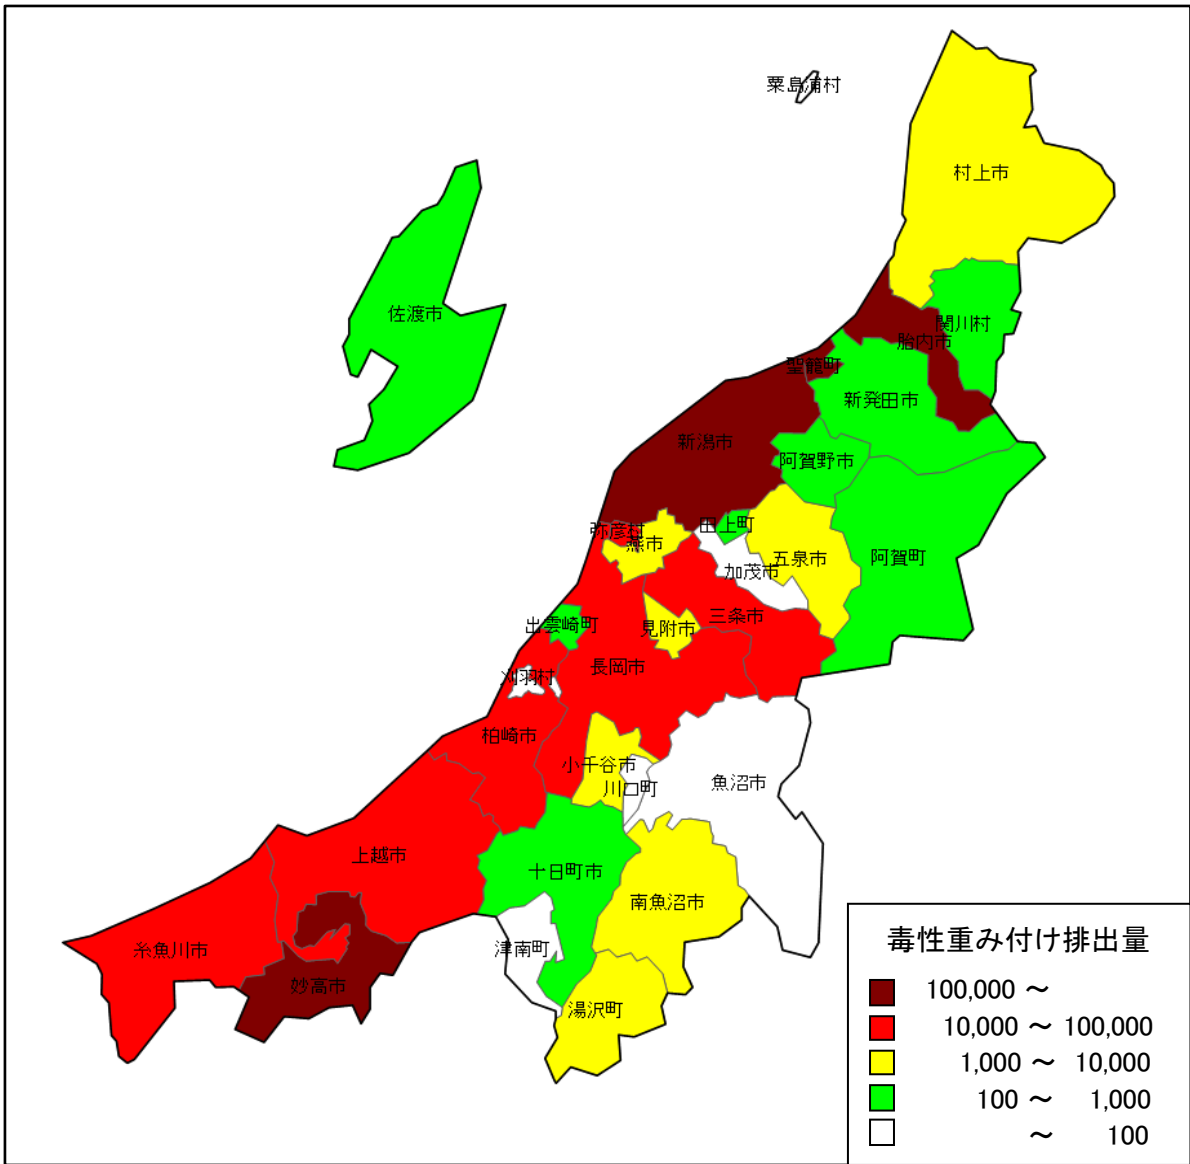 粟島浦村
村上市
佐渡市
関川村
胎内市
聖籠町
新発田市
新潟市
阿賀野市
田上町
弥彦村
燕市
五泉市
阿賀町
加茂市
三条市
出雲崎町
見附市
長岡市
刈羽村
柏崎市
小千谷市
川口町
魚沼市
上越市
十日町市
南魚沼市
津南町
糸魚川市
妙高市
湯沢町
毒性重み付け排出量
100,000 ～
10,000 ～ 100,000
1,000 ～ 10,000
100 ～ 1,000
～ 100